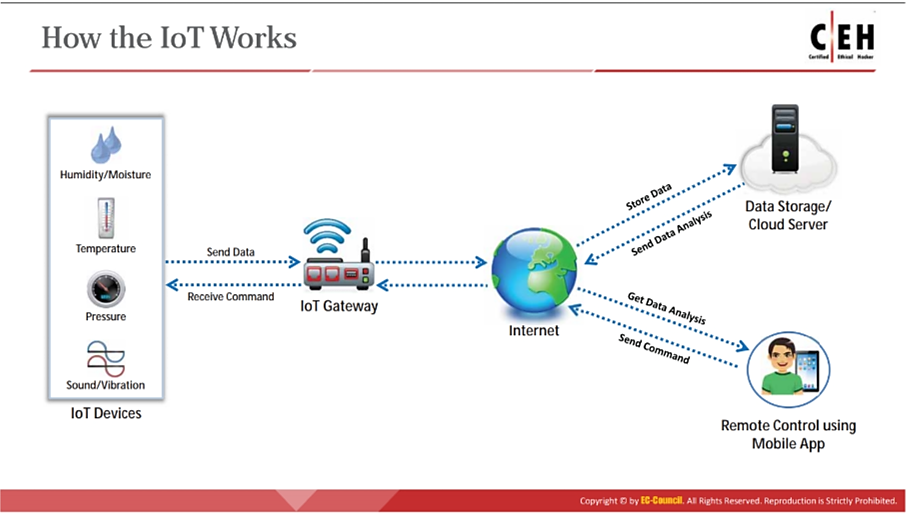 How the IoT Works
CEH
Certified Ethical Hacker
Humidity/Moisture
Temperature
Pressure
Sound/Vibration
IoT Devices
Send Data
Receive Command
IoT Gateway
Internet
Store Data
Send Data Analysis
Data Storage/
Cloud Server
Get Data Analysis
Send Command
Remote Control using
Mobile App
Copyright © by EC-Council. All Rights Reserved. Reproduction is Strictly Prohibited.